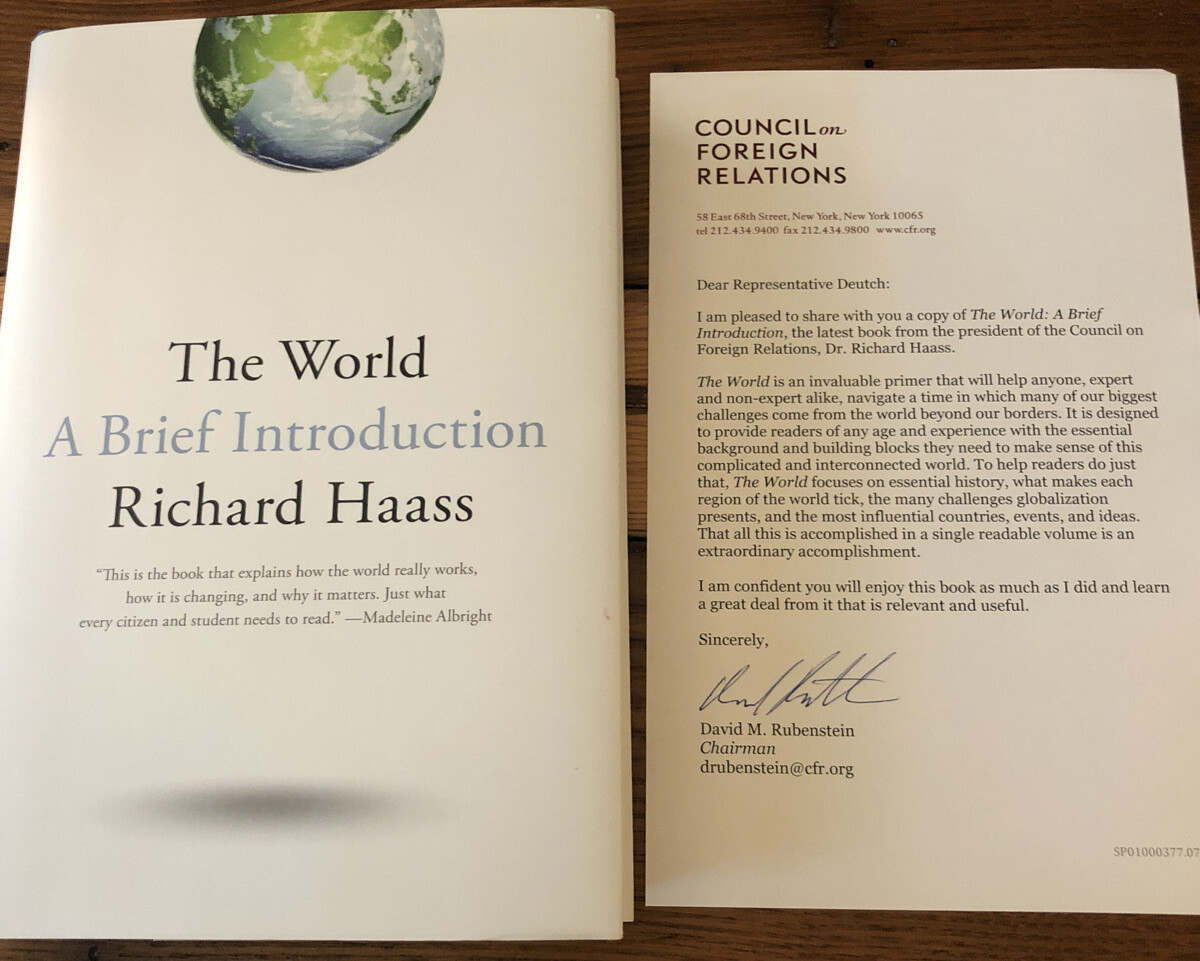 The World
A Brief Introduction
Richard Haass
“This is the book that explains how the world really works,
how it is changing, and why it matters. Just what
every citizen and student needs to read.” —Madeleine Albright
COUNCIL on
FOREIGN
RELATIONS
58 East 68th Street, New York, New York 10065
tel 212.434.9400 fax 212.434.9800 www.cfr.org
Dear Representative Deutch:
I am pleased to share with you a copy of The World: A Brief
Introduction, the latest book from the president of the Council on
Foreign Relations, Dr. Richard Haass.
The World is an invaluable primer that will help anyone, expert
and non-expert alike, navigate a time in which many of our biggest
challenges come from the world beyond our borders. It is designed
to provide readers of any age and experience with the essential
background and building blocks they need to make sense of this
complicated and interconnected world. To help readers do just
that, The World focuses on essential history, what makes each
region of the world tick, the many challenges globalization
presents, and the most influential countries, events, and ideas.
That all this is accomplished in a single readable volume is an
extraordinary accomplishment.
I am confident you will enjoy this book as much as I did and learn
a great deal from it that is relevant and useful.
Sincerely,
David M. Rubenstein
Chairman
drubenstein@cfr.org
SP01000377.07